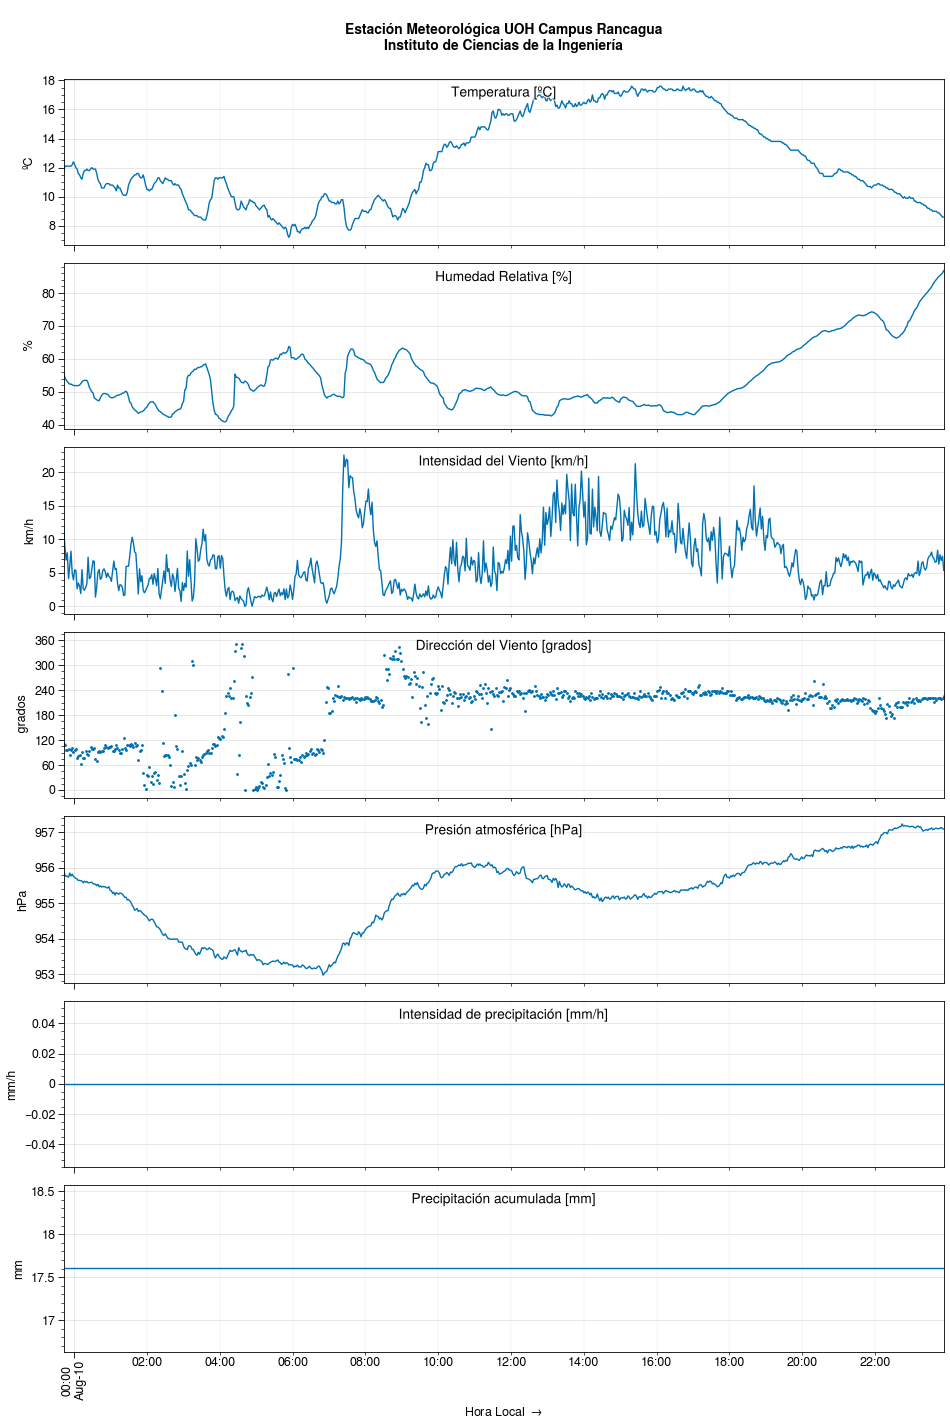 Estación Meteorológica UOH Campus Rancagua
Instituto de Ciencias de la Ingeniería
Temperatura [ºC]
18
16
14
12
10
8
ºC
Humedad Relativa [%]
80
70
60
50
40
%
Intensidad del Viento [km/h]
20
15
10
5
0
km/h
Dirección del Viento [grados]
360
300
240
180
120
60
0
grados
Presión atmosférica [hPa]
957
956
955
954
953
hPa
Intensidad de precipitación [mm/h]
0.04
0.02
0
−0.02
−0.04
mm/h
Precipitación acumulada [mm]
18.5
18
17.5
17
mm
00:00
Aug-10
02:00
04:00
06:00
08:00
10:00
12:00
14:00
16:00
18:00
20:00
22:00
Hora Local →